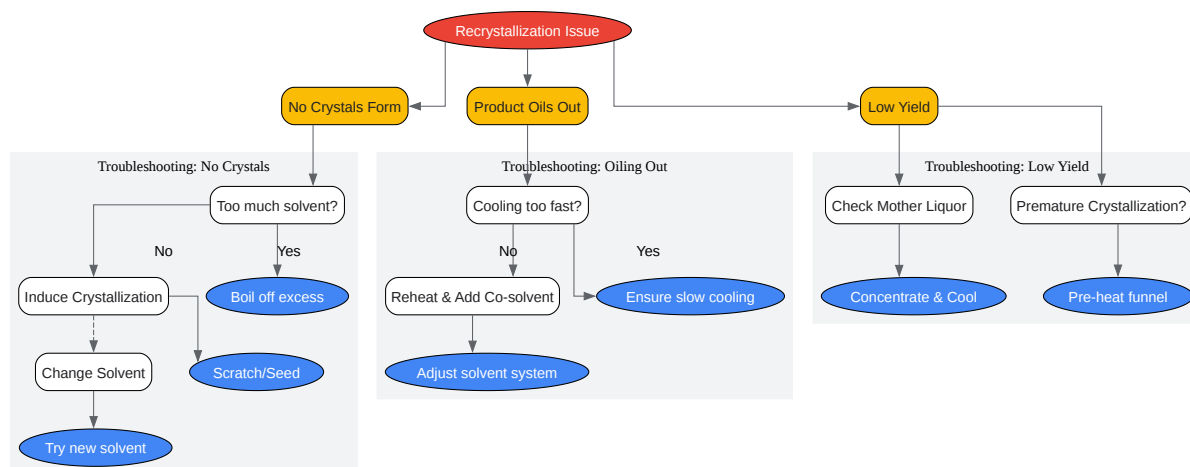 Recrystallization Issue
No Crystals Form
Product Oils Out
Low Yield
Troubleshooting: No Crystals
Troubleshooting: Oiling Out
Troubleshooting: Low Yield
Too much solvent?
Cooling too fast?
Check Mother Liquor
Premature Crystallization?
No
Yes
No
Yes
Induce Crystallization
Boil off excess
Reheat & Add Co-solvent
Ensure slow cooling
Concentrate & Cool
Pre-heat funnel
Change Solvent
Scratch/Seed
Adjust solvent system
Try new solvent